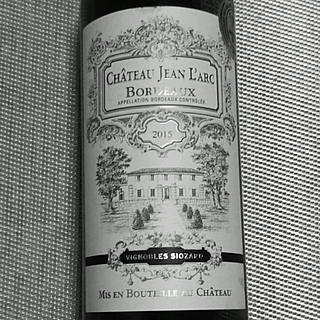 CHÂTEAU JEAN L'ARC
BORDEAUX
APPELLATION BORDEAUX CONTRÔLÉE
2015
VIGNOBLES SIOZARD
MIS EN BOUTEILLE AU CHÂTEAU